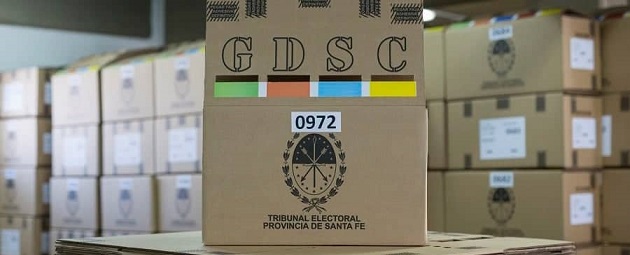 G D S C
0972
TRIBUNAL ELECTORAL
PROVINCIA DE SANTA FE